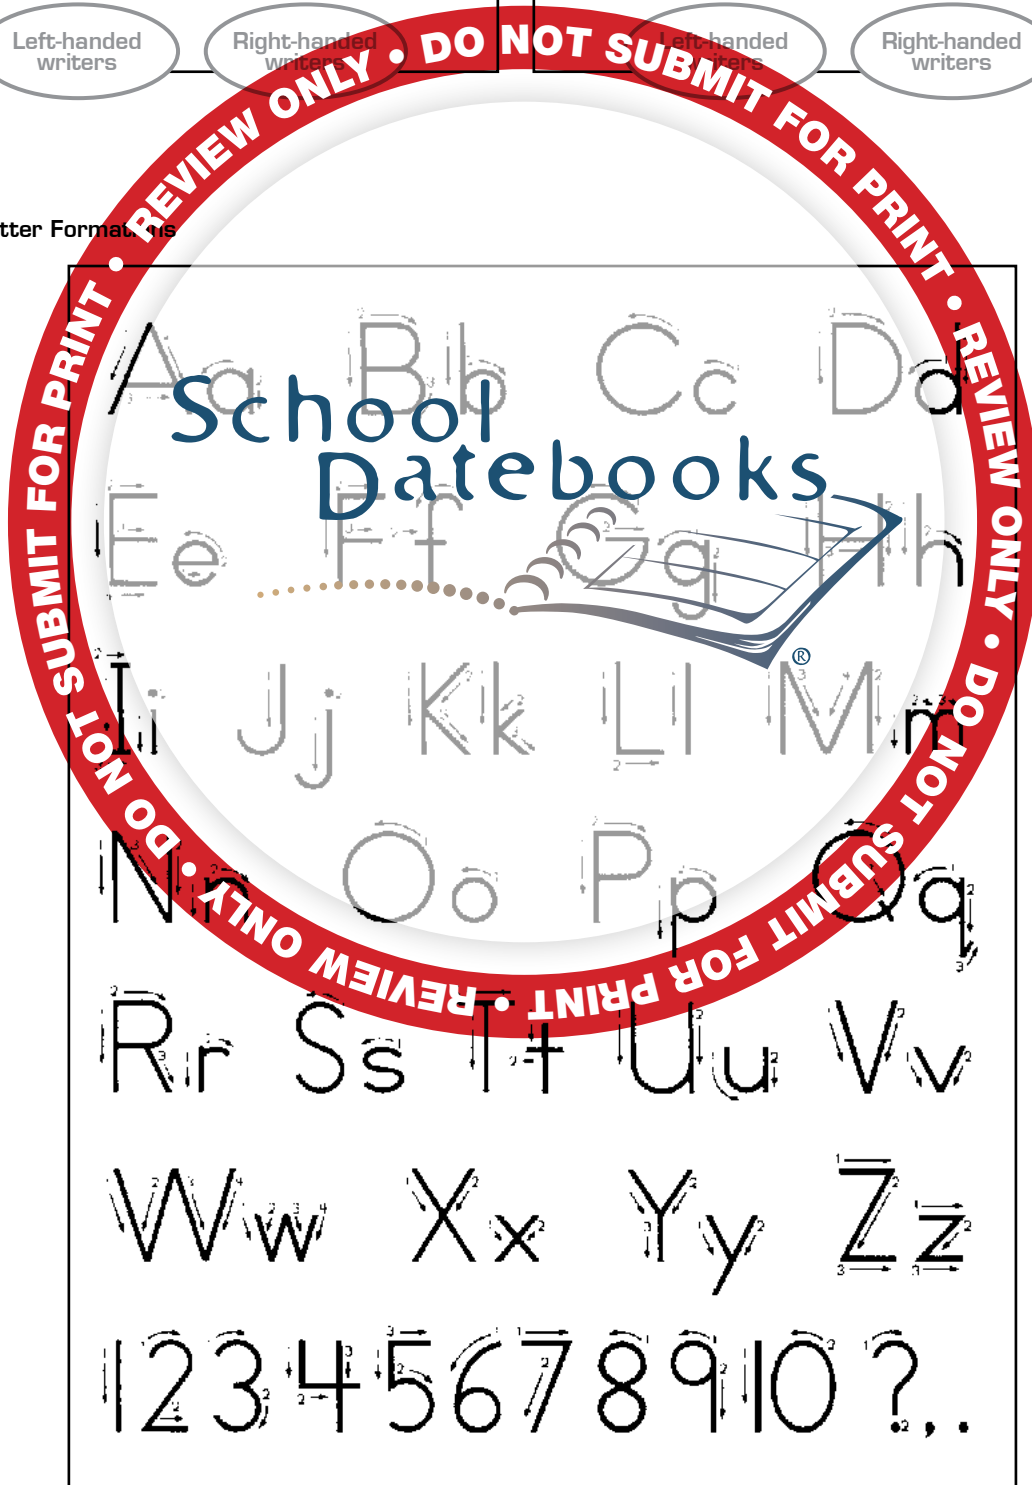 Left-handed writers
Right-handed writers
Left-handed writers
Right-handed writers
REVIEW ONLY • DO NOT SUBMIT FOR PRINT • REVIEW ONLY • DO NOT SUBMIT FOR PRINT • REVIEW ONLY • DO NOT SUBMIT FOR PRINT •
tter Formations
Aa Bb Cc Dd
School
Datebooks
®
Ee Ff Gg Hh
Ii Jj Kk Ll Mm
Nn Oo Pp Qq
Rr Ss Tt Uu Vv
Ww Xx Yy Zz
1 2 3 4 5 6 7 8 9 10 ? , .